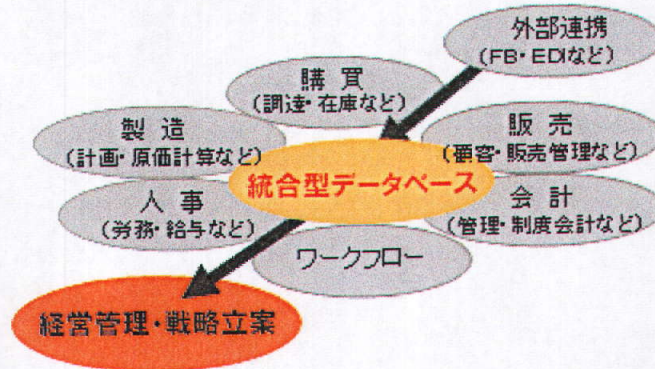 外部連携
(FB・EDIなど)
購買
(調達・在庫など)
製造
(計画・原価計算など)
販売
(顧客・販売管理など)
統合型データベース
人事
(労務・給与など)
会計
(管理・制度会計など)
ワークフロー
経営管理・戦略立案